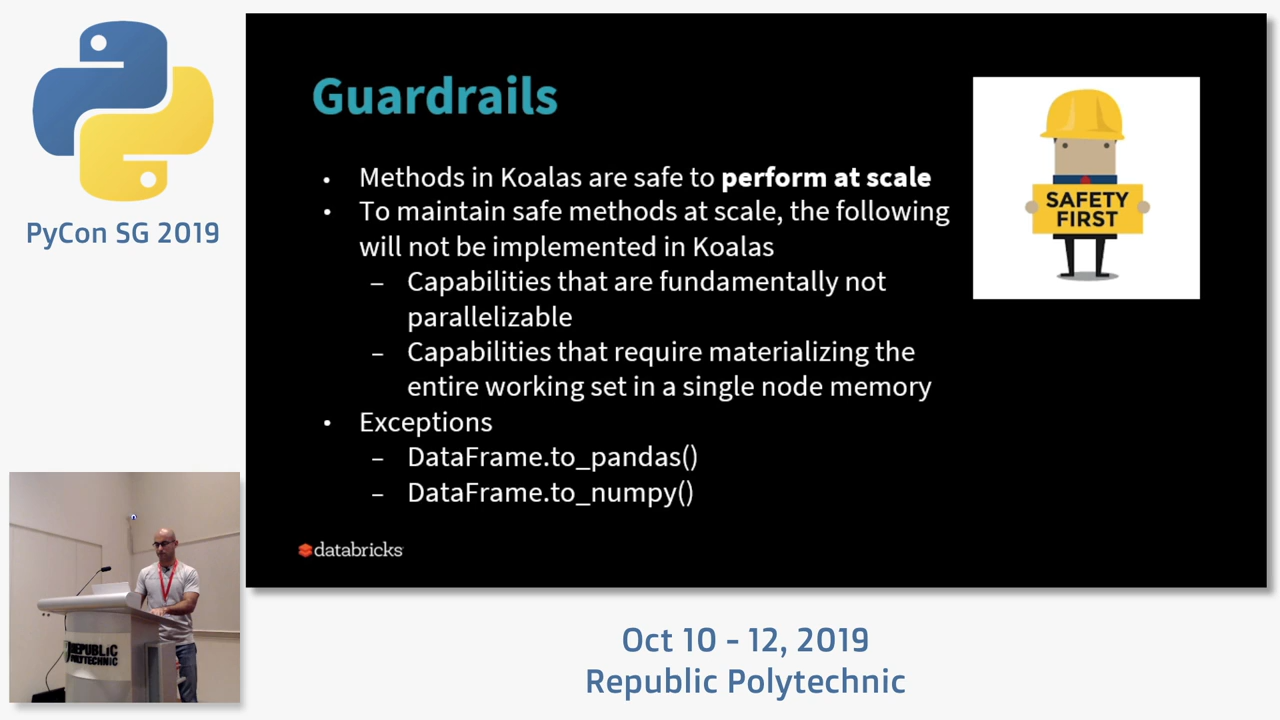 PyCon SG 2019
Guardrails
• Methods in Koalas are safe to perform at scale
• To maintain safe methods at scale, the following
will not be implemented in Koalas
– Capabilities that are fundamentally not
parallelizable
– Capabilities that require materializing the
entire working set in a single node memory
• Exceptions
– DataFrame.to_pandas()
– DataFrame.to_numpy()
SAFETY
FIRST
databricks
REPUBLIC
POLYTECHNIC
Oct 10 - 12, 2019
Republic Polytechnic